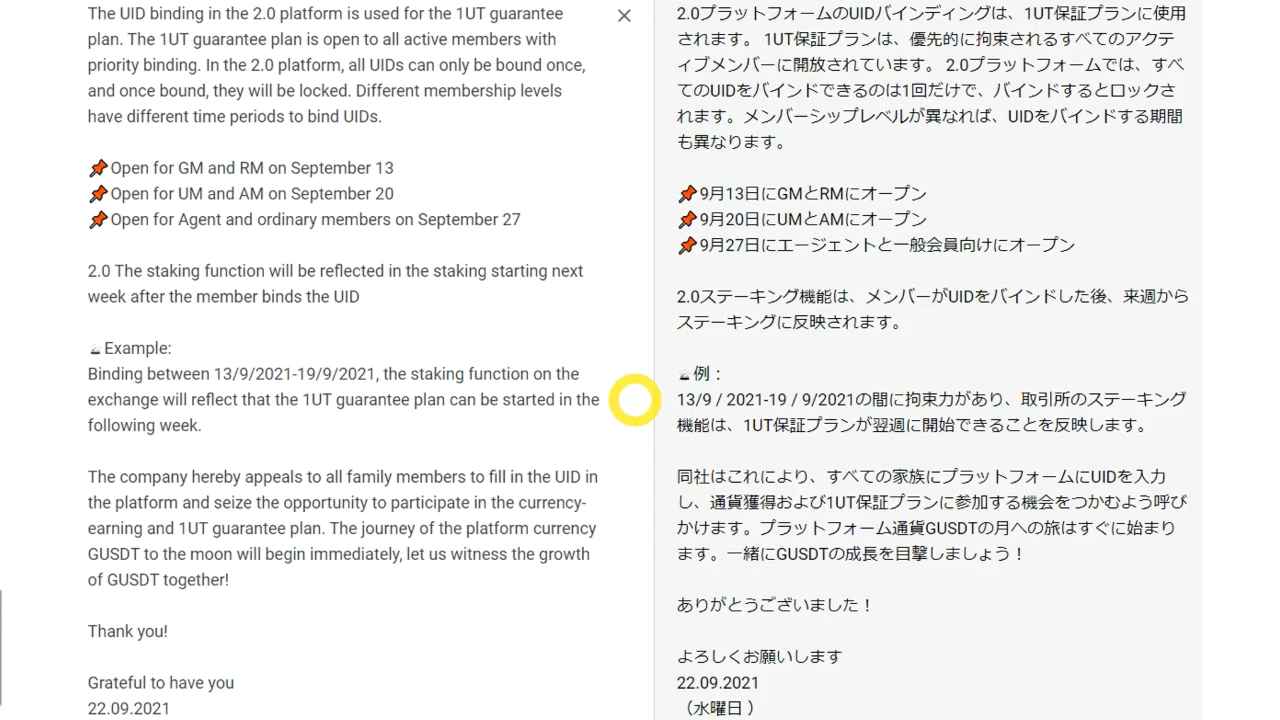 The UID binding in the 2.0 platform is used for the 1UT guarantee
plan. The 1UT guarantee plan is open to all active members with
priority binding. In the 2.0 platform, all UIDs can only be bound once,
and once bound, they will be locked. Different membership levels
have different time periods to bind UIDs.
📌Open for GM and RM on September 13
📌Open for UM and AM on September 20
📌Open for Agent and ordinary members on September 27
2.0 The staking function will be reflected in the staking starting next
week after the member binds the UID
Example:
Binding between 13/9/2021-19/9/2021, the staking function on the
exchange will reflect that the 1UT guarantee plan can be started in the
following week.
The company hereby appeals to all family members to fill in the UID in
the platform and seize the opportunity to participate in the currency-
earning and 1UT guarantee plan. The journey of the platform currency
GUSDT to the moon will begin immediately, let us witness the growth
of GUSDT together!
Thank you!
Grateful to have you
22.09.2021
2.0プラットフォームのUIDバインディングは、1UT保証プランに使用
されます。 1UT保証プランは、優先的に拘束されるすべてのアクテ
ィブメンバーに開放されています。 2.0プラットフォームでは、すべ
てのUIDをバインドできるのは1回だけで、バインドするとロックさ
れます。メンバーシップレベルが異なれば、UIDをバインドする期間
も異なります。
📌9月13日にGMとRMにオープン
📌9月20日にUMとAMにオープン
📌9月27日にエージェントと一般会員向けにオープン
2.0ステーキング機能は、メンバーがUIDをバインドした後、来週から
ステーキングに反映されます。
例：
13/9 / 2021-19 / 9/2021の間に拘束力があり、取引所のステーキング
機能は、1UT保証プランが翌週に開始できることを反映します。
同社はこれにより、すべての家族にプラットフォームにUIDを入力
し、通貨獲得および1UT保証プランに参加する機会をつかむよう呼び
かけます。プラットフォーム通貨GUSDTの月への旅はすぐに始まり
ます。一緒にGUSDTの成長を目撃しましょう！
ありがとうございました！
よろしくお願いします
22.09.2021
（水曜日 ）